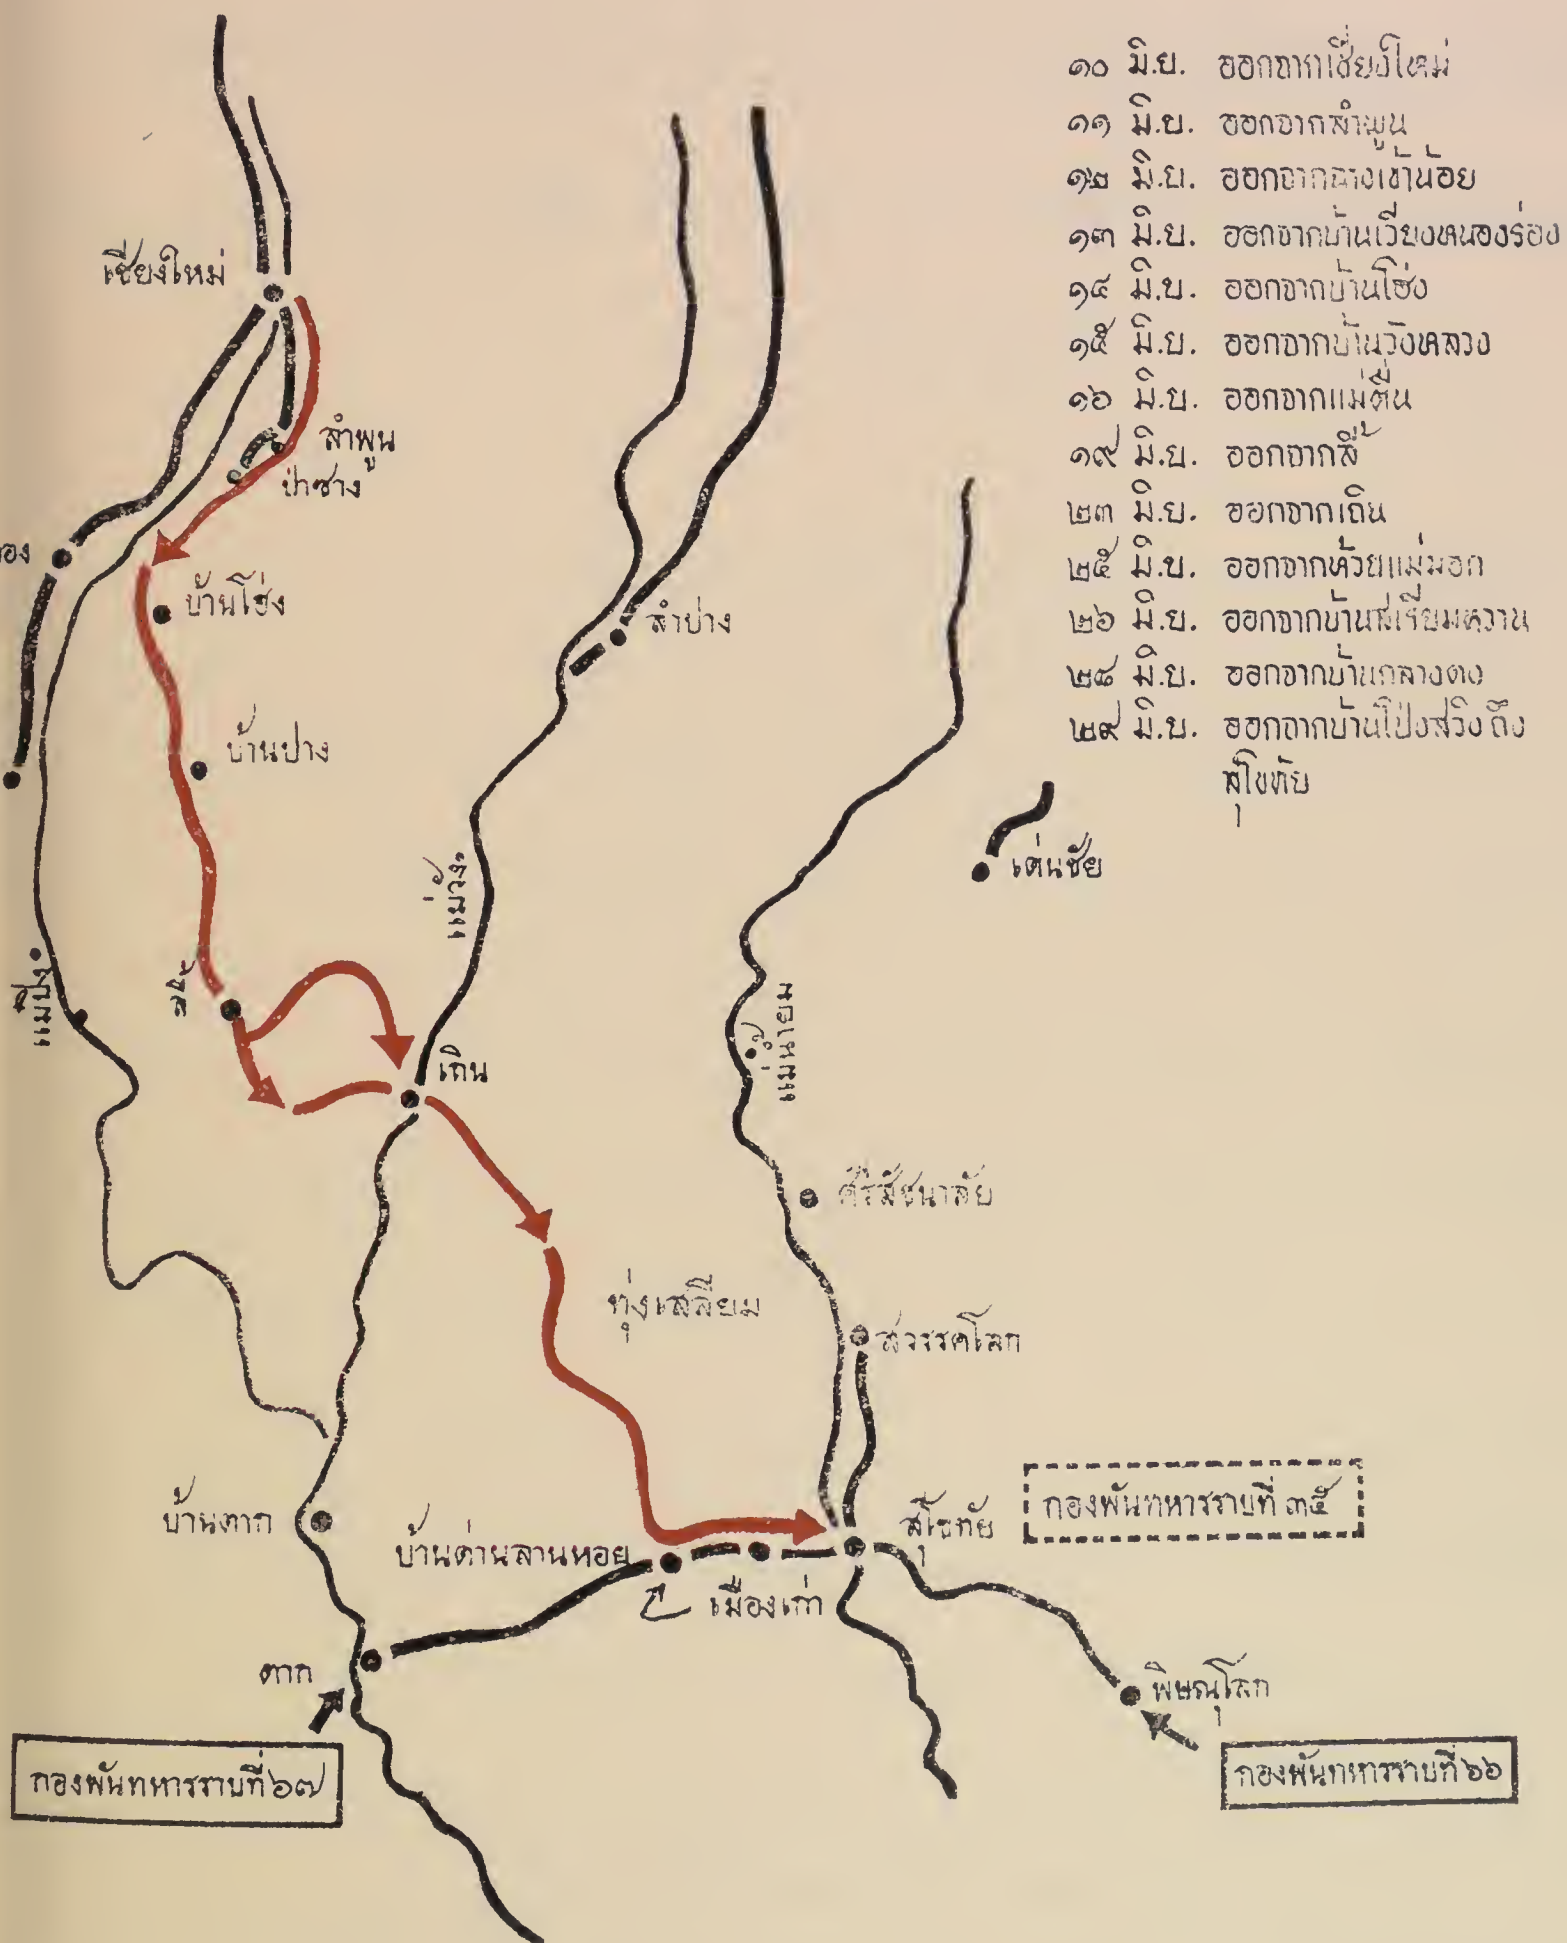 ๑๐ มิ.ย. ออกจากเชียงใหม่
๑๑ มิ.ย. ออกจากลำพูน
๑๒ มิ.ย. ออกจากฉางข้าวน้อย
๑๓ มิ.ย. ออกจากบ้านเวียงหนองร่อง
๑๔ มิ.ย. ออกจากบ้านโฮ่ง
๑๕ มิ.ย. ออกจากบ้านวังหลวง
๑๖ มิ.ย. ออกจากแม่ตื่น
๑๙ มิ.ย. ออกจากลี้
๒๓ มิ.ย. ออกจากเถิน
๒๕ มิ.ย. ออกจากห้วยแม่มอก
๒๖ มิ.ย. ออกจากบ้าน
๒๘ มิ.ย. ออกจากบ้านกลางดง
๒๙ มิ.ย. ออกจากบ้าน ถึง
สุโขทัย
เชียงใหม่
ลำพูน
ป่าซาง
อง
บ้านโฮ่ง
ลำปาง
บ้านปาง
เด่นชัย
แม่วัง
ลี้
แม่ปิง
เถิน
แม่น้ำยม
ศรีสัชนาลัย
ทุ่งเสลี่ยม
สวรรคโลก
บ้านตาก
บ้านด่านลานหอย
สุโขทัย
กองพันทหารราบที่ ๓๕
เมืองเก่า
ตาก
พิษณุโลก
กองพันทหารราบที่ ๖๗
กองพันทหารราบที่ ๖๖